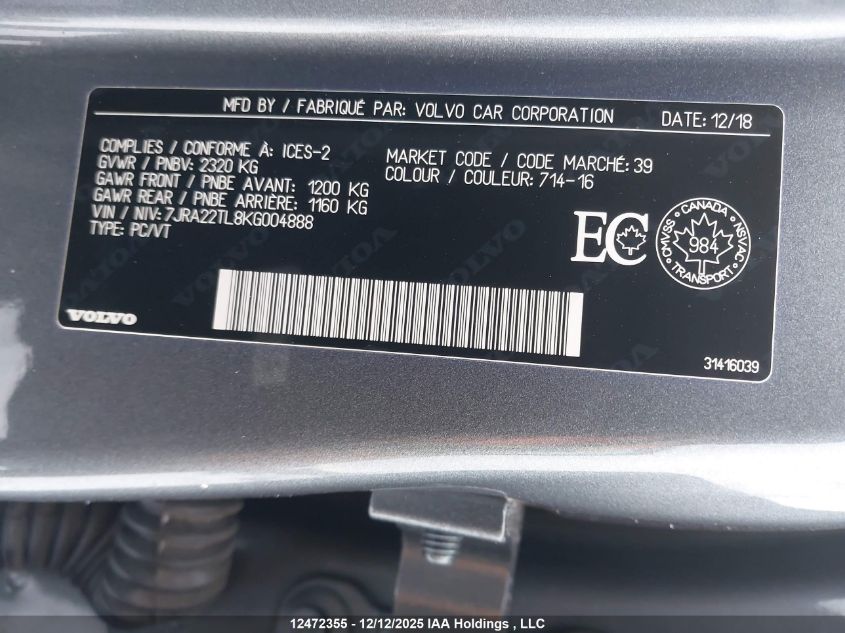 MFD BY / FABRIQUÉ PAR: VOLVO CAR CORPORATION DATE: 12/18
COMPLIES / CONFORME À: ICES-2
GVWR / PNBV: 2320 KG
GAWR FRONT / PNBE AVANT: 1200 KG
GAWR REAR / PNBE ARRIÈRE: 1160 KG
VIN / NIV: 7JRA22TL8KG004888
TYPE: PC/VT
MARKET CODE / CODE MARCHÉ: 39
COLOUR / COULEUR: 714-16
EC
CANADA
CMVSS
NSVAC
984
TRANSPORT
VOLVO
31416039
12472355 - 12/12/2025 IAA Holdings , LLC